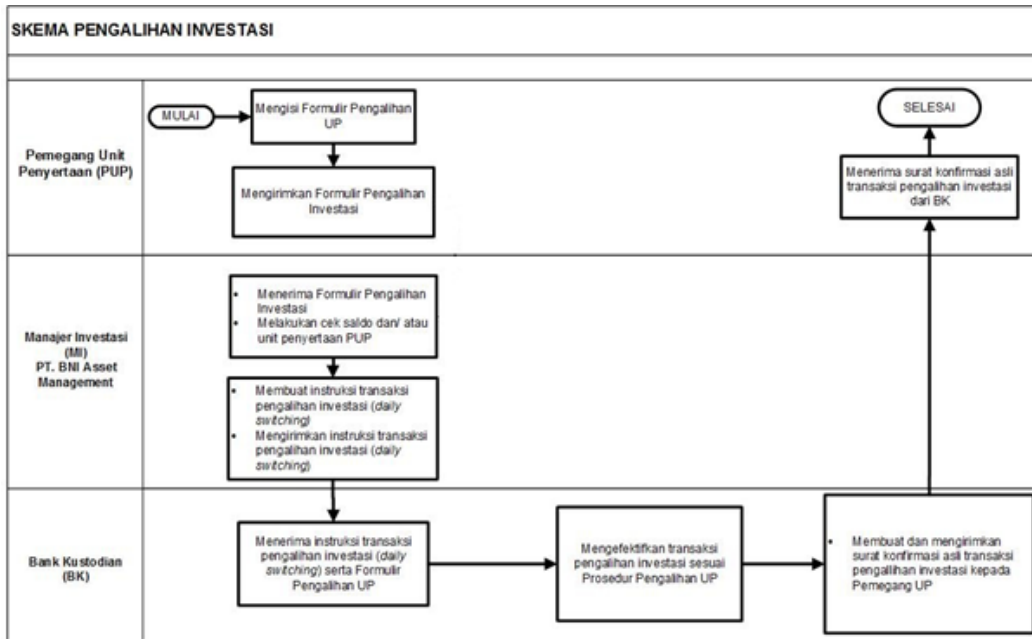 SKEMA PENGALIHAN INVESTASI
Pemegang Unit
Penyertaan (PUP)
MULAI
Mengisi Formulir Pengalihan
UP
Mengirimkan Formulir Pengalihan
Investasi
SELESAI
Menerima surat konfirmasi asli
transaksi pengalihan investasi
dari BK
Manajer Investasi
(MI)
PT. BNI Asset
Management
• Menerima Formulir Pengalihan
Investasi
• Melakukan cek saldo dan/ atau
unit penyertaan PUP
• Membuat instruksi transaksi
pengalihan investasi (daily
switching)
• Mengirimkan instruksi transaksi
pengalihan investasi (daily
switching)
Bank Kustodian
(BK)
Menerima instruksi transaksi
pengalihan investasi (daily
switching) serta Formulir
Pengalihan UP
Mengefektifkan transaksi
pengalihan investasi sesuai
Prosedur Pengalihan UP
• Membuat dan mengirimkan
surat konfirmasi asli transaksi
pengallihan investasi kepada
Pemegang UP